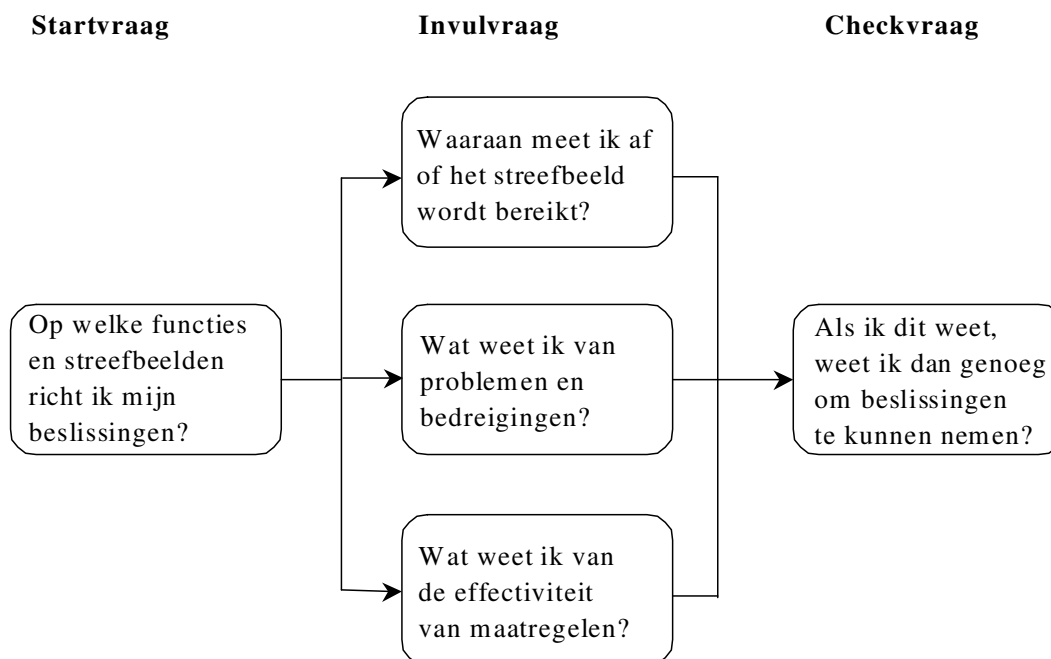 Startvraag
Invulvraag
Checkvraag
Waaraan meet ik af
of het streefbeeld
wordt bereikt?
Op welke functies
en streefbeelden
richt ik mijn
beslissingen?
Wat weet ik van
problemen en
bedreigingen?
Als ik dit weet,
weet ik dan genoeg
om beslissingen
te kunnen nemen?
Wat weet ik van
de effectiviteit
van maatregelen?